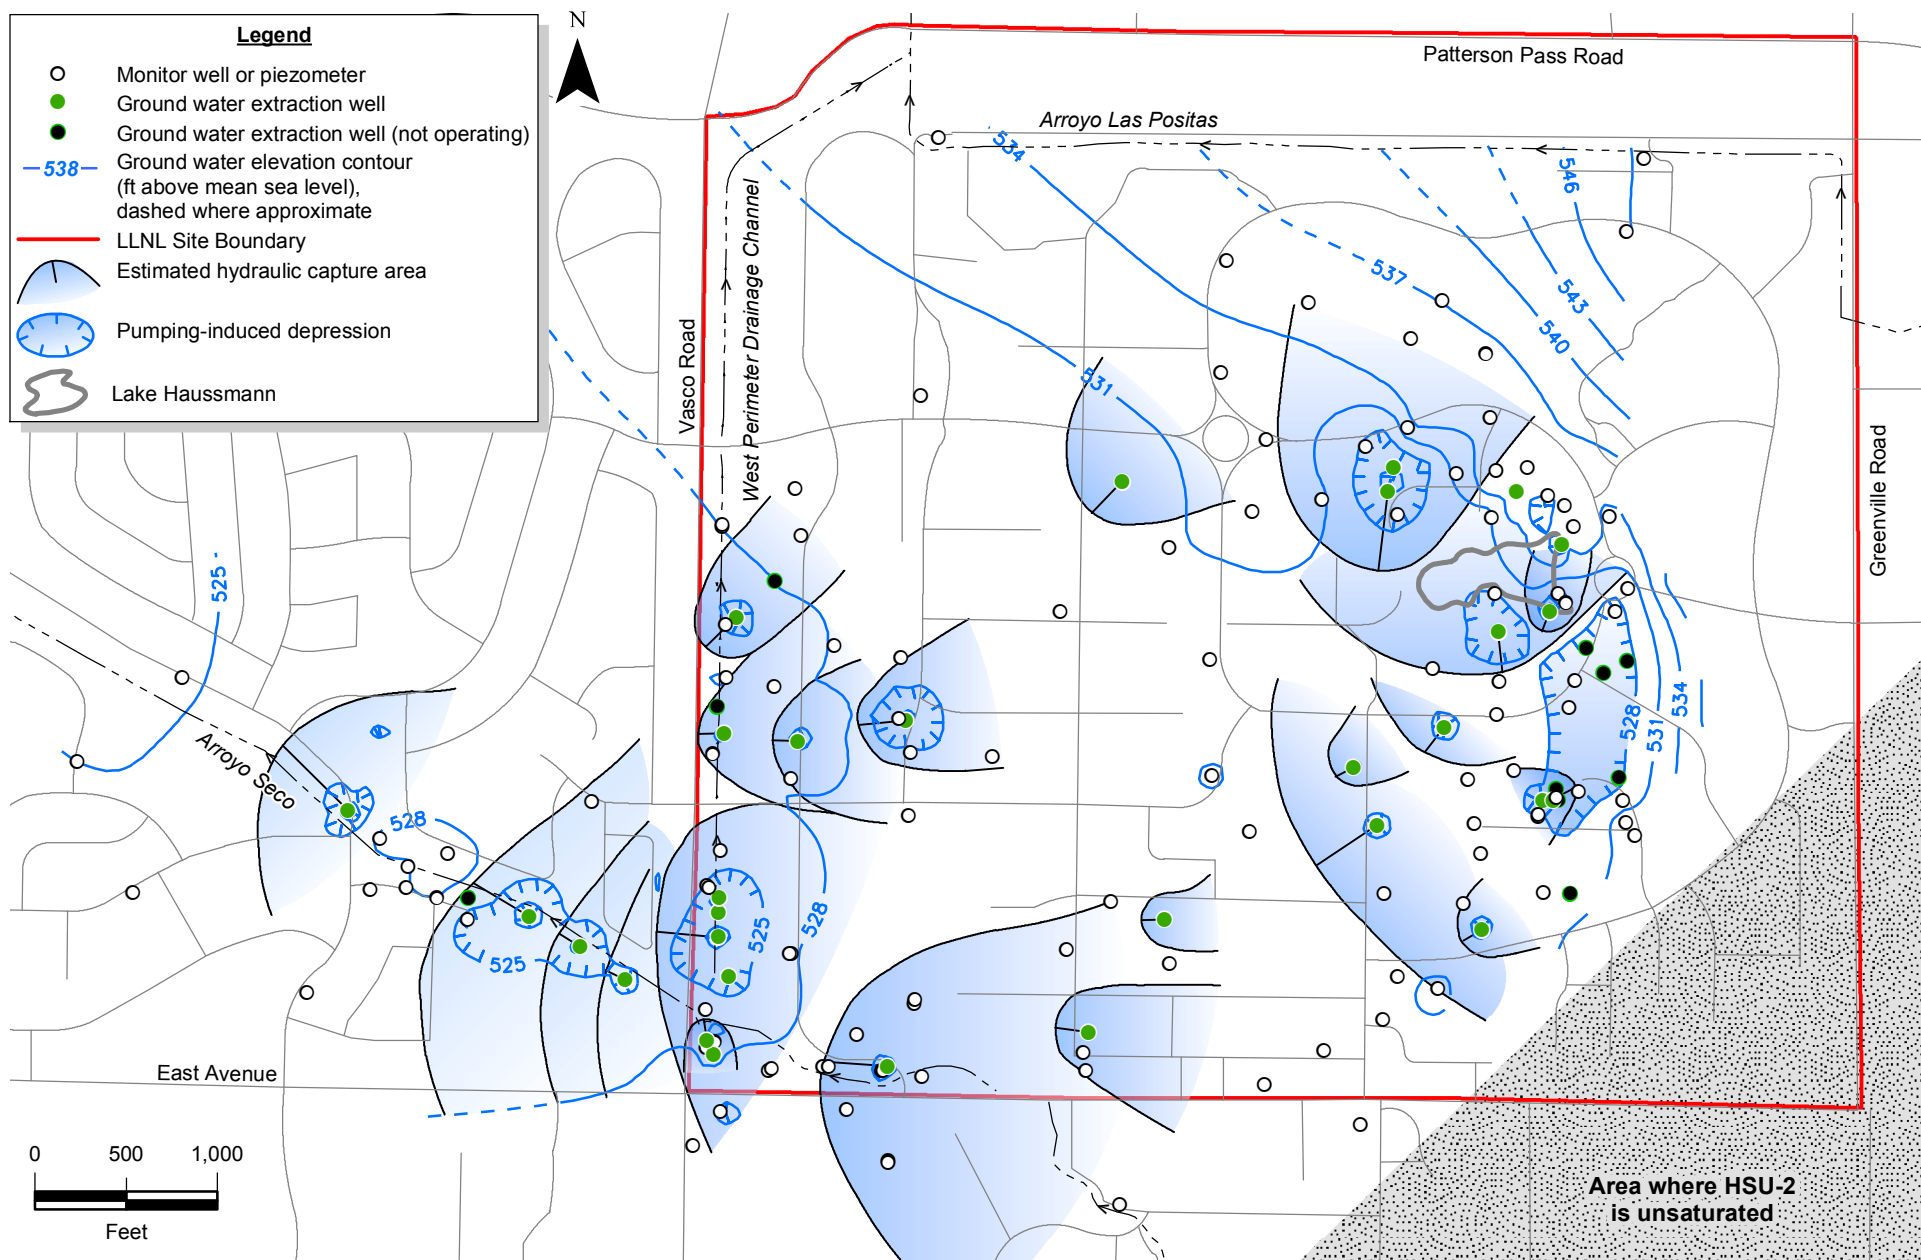 Legend
Monitor well or piezometer
Ground water extraction well
Ground water extraction well (not operating)
538
Ground water elevation contour
(ft above mean sea level),
dashed where approximate
LLNL Site Boundary
Estimated hydraulic capture area
Pumping-induced depression
Lake Haussmann
N
Patterson Pass Road
Arroyo Las Positas
534
546
537
543
540
531
West Perimeter Drainage Channel
Vasco Road
Greenville Road
525
Arroyo Seco
528
534
531
528
528
525
525
East Avenue
0 500 1,000
Feet
Area where HSU-2
is unsaturated